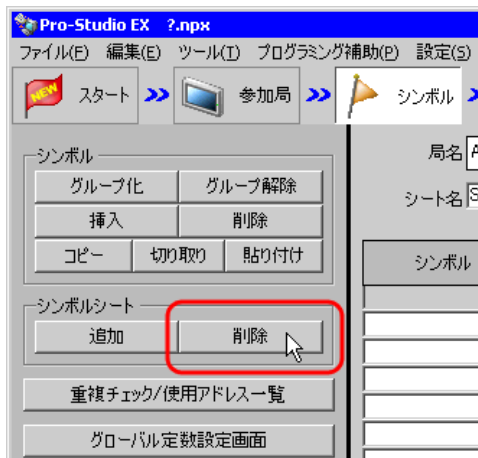 Pro-Studio EX ?.npx
ファイル(F) 編集(E) ツール(T) プログラミング補助(P) 設定(S)
NEW スタート 参加局 シンボル
シンボル
グループ化 グループ解除
挿入 削除
コピー 切り取り 貼り付け
シンボルシート
追加 削除
重複チェック/使用アドレス一覧
グローバル定数設定画面
局名 A
シート名 S
シンボル